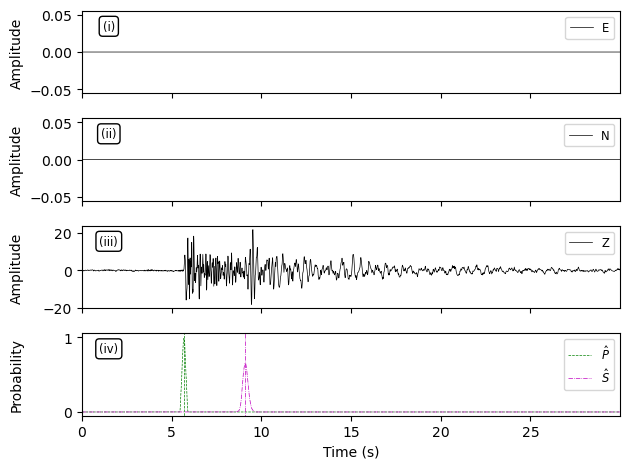 (i)
E
Amplitude
0.05
0.00
−0.05
(ii)
N
Amplitude
0.05
0.00
−0.05
(iii)
Z
Amplitude
20
0
−20
(iv)
P̂
Ŝ
Probability
1
0
0 5 10 15 20 25
Time (s)